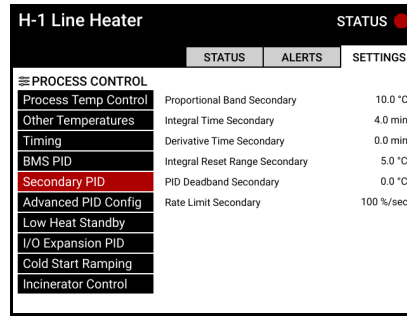 H-1 Line Heater
STATUS
STATUS
ALERTS
SETTINGS
PROCESS CONTROL
Process Temp Control
Other Temperatures
Timing
BMS PID
Secondary PID
Advanced PID Config
Low Heat Standby
I/O Expansion PID
Cold Start Ramping
Incinerator Control
Proportional Band Secondary 10.0 °C
Integral Time Secondary 4.0 min
Derivative Time Secondary 0.0 min
Integral Reset Range Secondary 5.0 °C
PID Deadband Secondary 0.0 °C
Rate Limit Secondary 100 %/sec